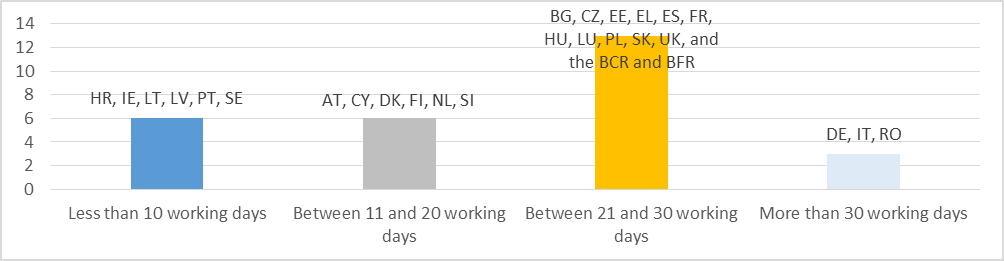 14
12
10
8
6
4
2
0
BG, CZ, EE, EL, ES, FR,
HU, LU, PL, SK, UK, and
the BCR and BFR
HR, IE, LT, LV, PT, SE
AT, CY, DK, FI, NL, SI
DE, IT, RO
Less than 10 working days
Between 11 and 20 working
days
Between 21 and 30 working
days
More than 30 working days